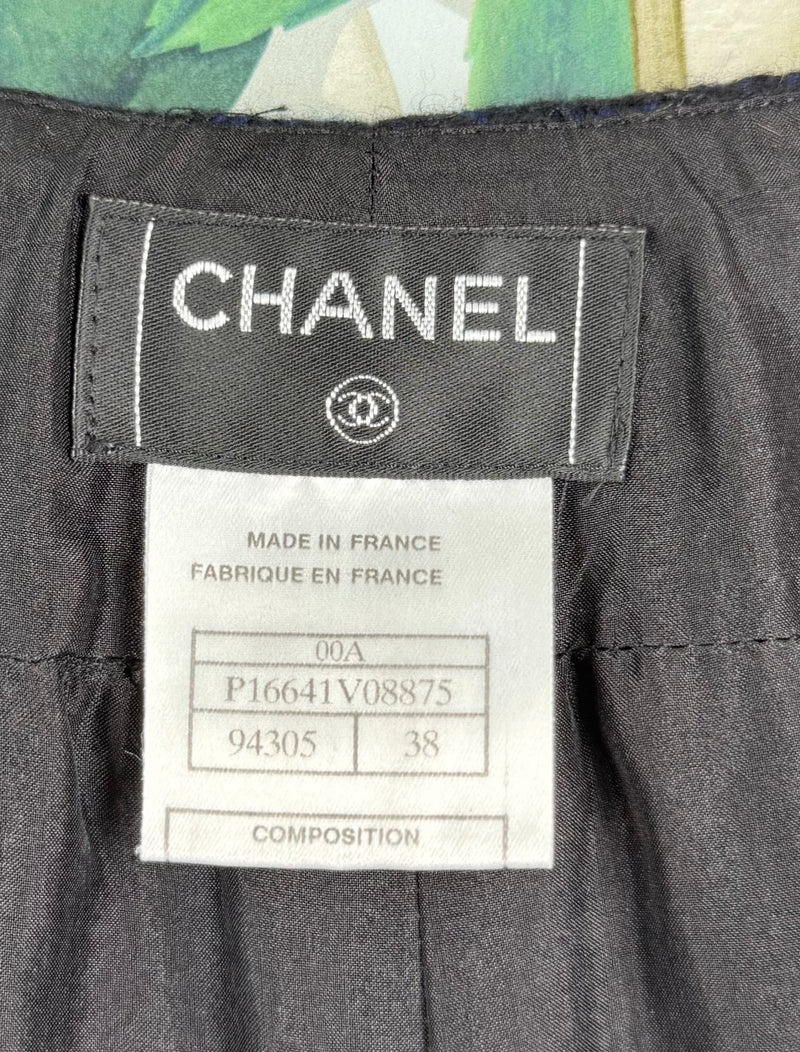 CHANEL
MADE IN FRANCE
FABRIQUE EN FRANCE
00A
P16641V08875
94305 38
COMPOSITION